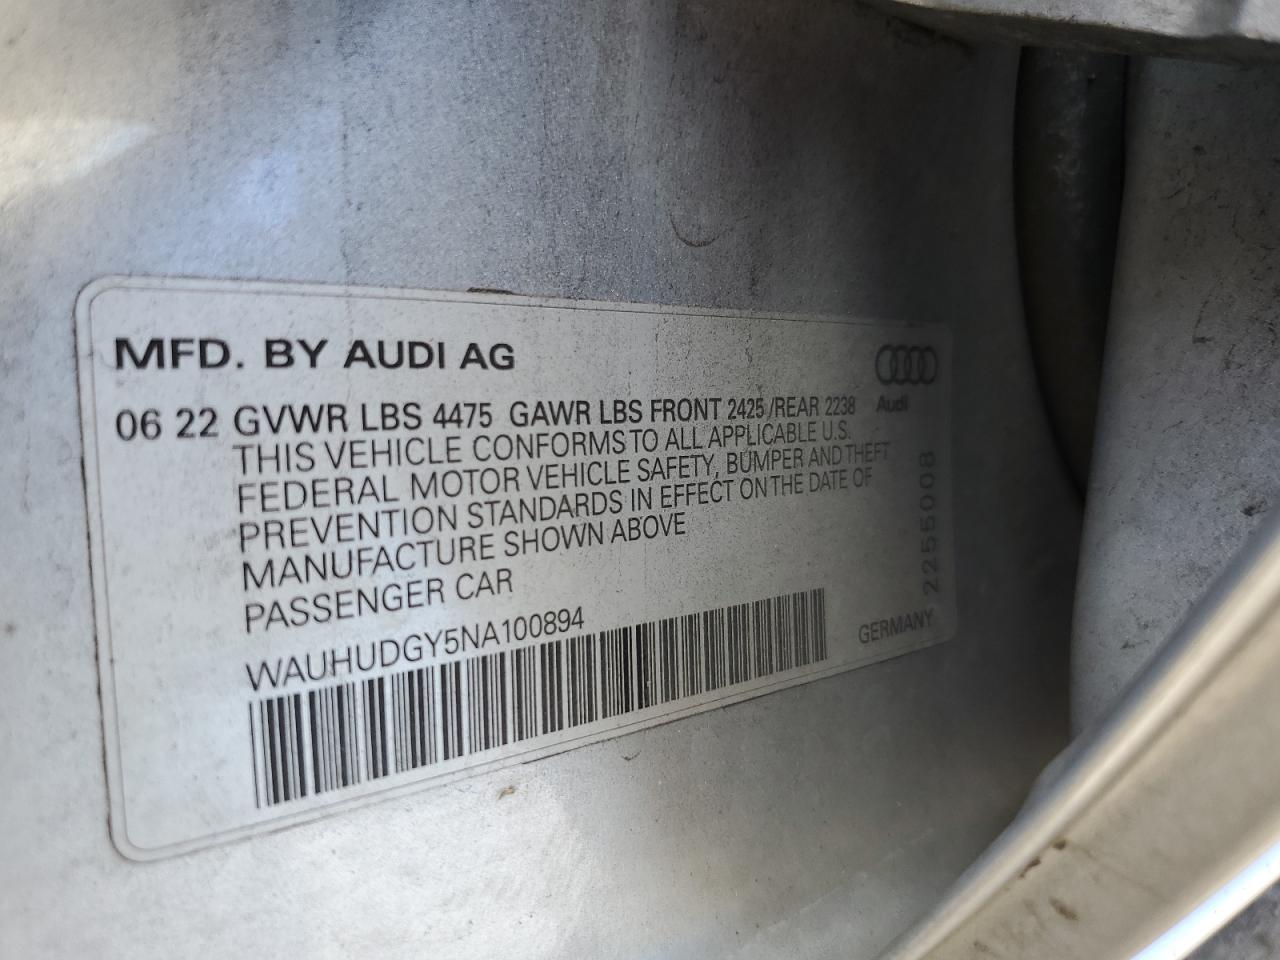 MFD. BY AUDI AG
Audi
06 22 GVWR LBS 4475 GAWR LBS FRONT 2425 /REAR 2238
THIS VEHICLE CONFORMS TO ALL APPLICABLE U.S.
FEDERAL MOTOR VEHICLE SAFETY, BUMPER AND THEFT
PREVENTION STANDARDS IN EFFECT ON THE DATE OF
MANUFACTURE SHOWN ABOVE
PASSENGER CAR
2255008
WAUHUDGY5NA100894
GERMANY